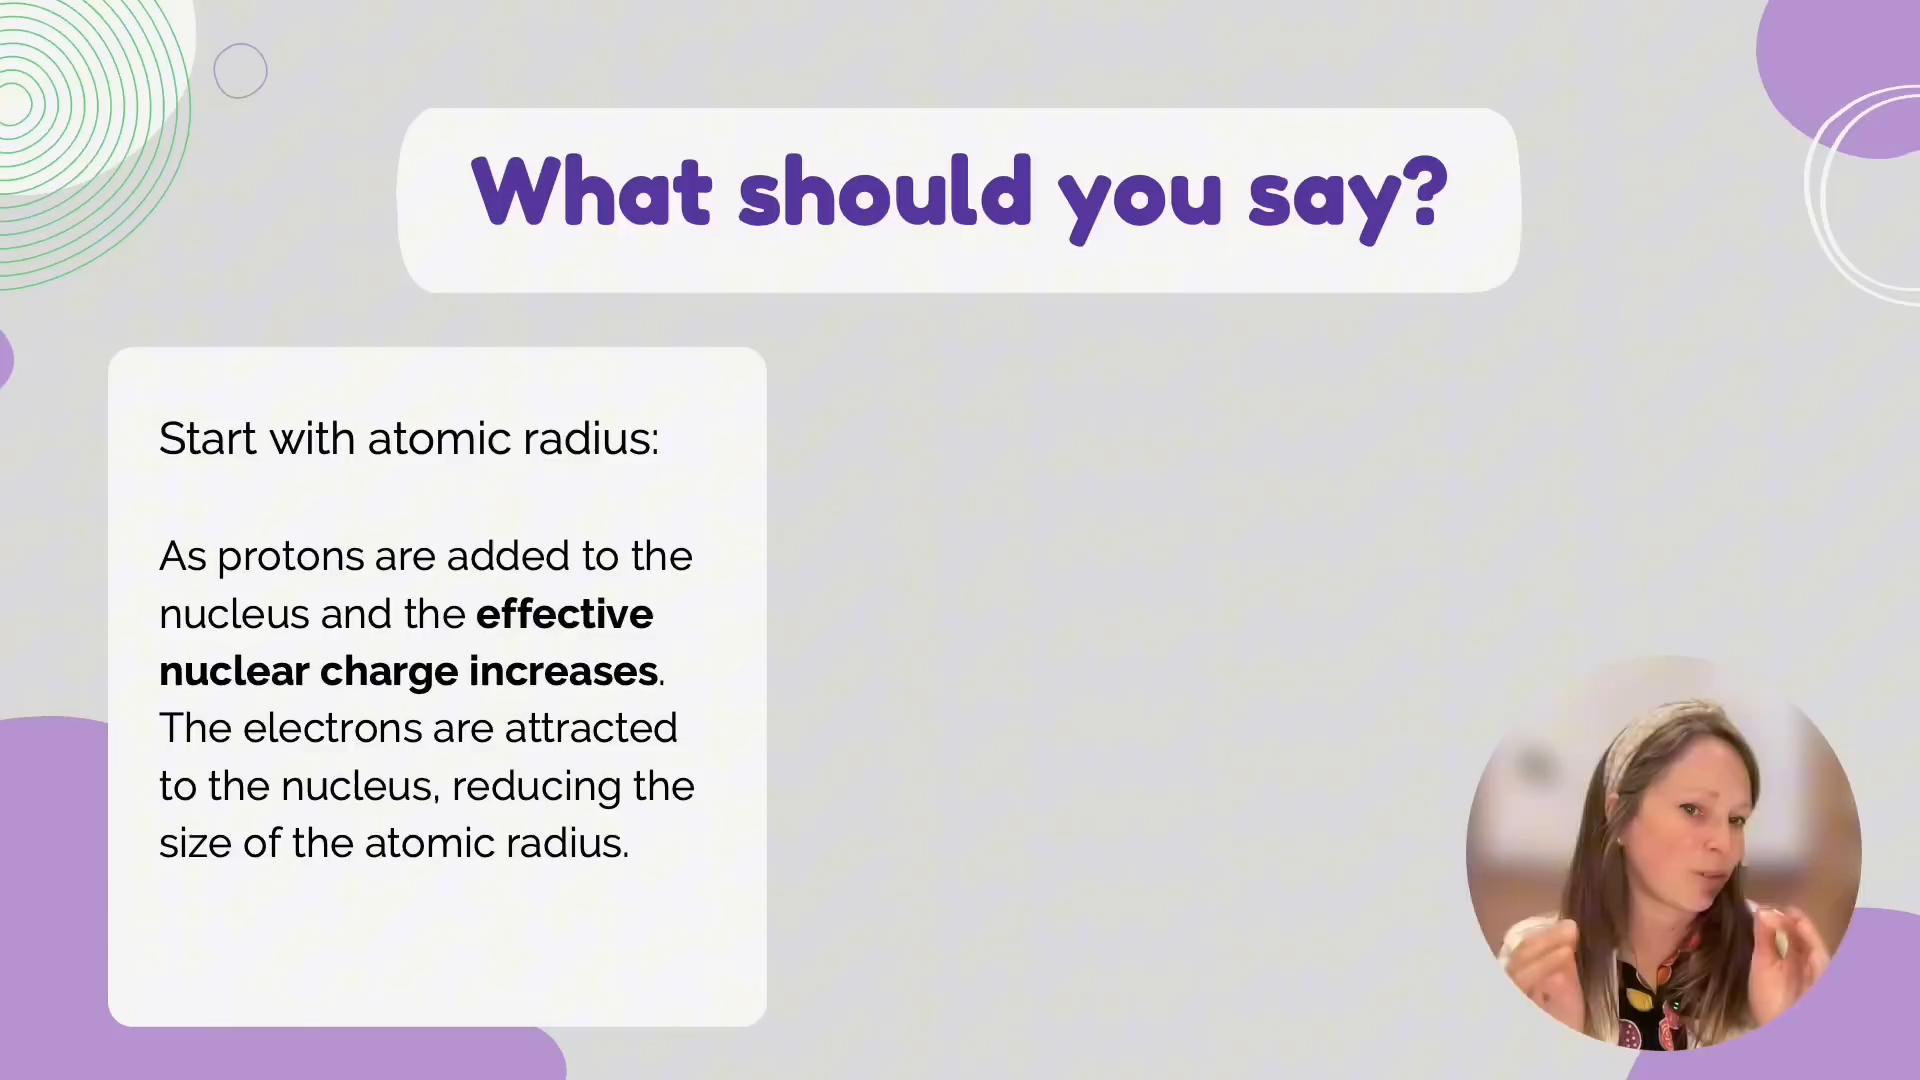 What should you say?
Start with atomic radius:
As protons are added to the
nucleus and the effective
nuclear charge increases.
The electrons are attracted
to the nucleus, reducing the
size of the atomic radius.